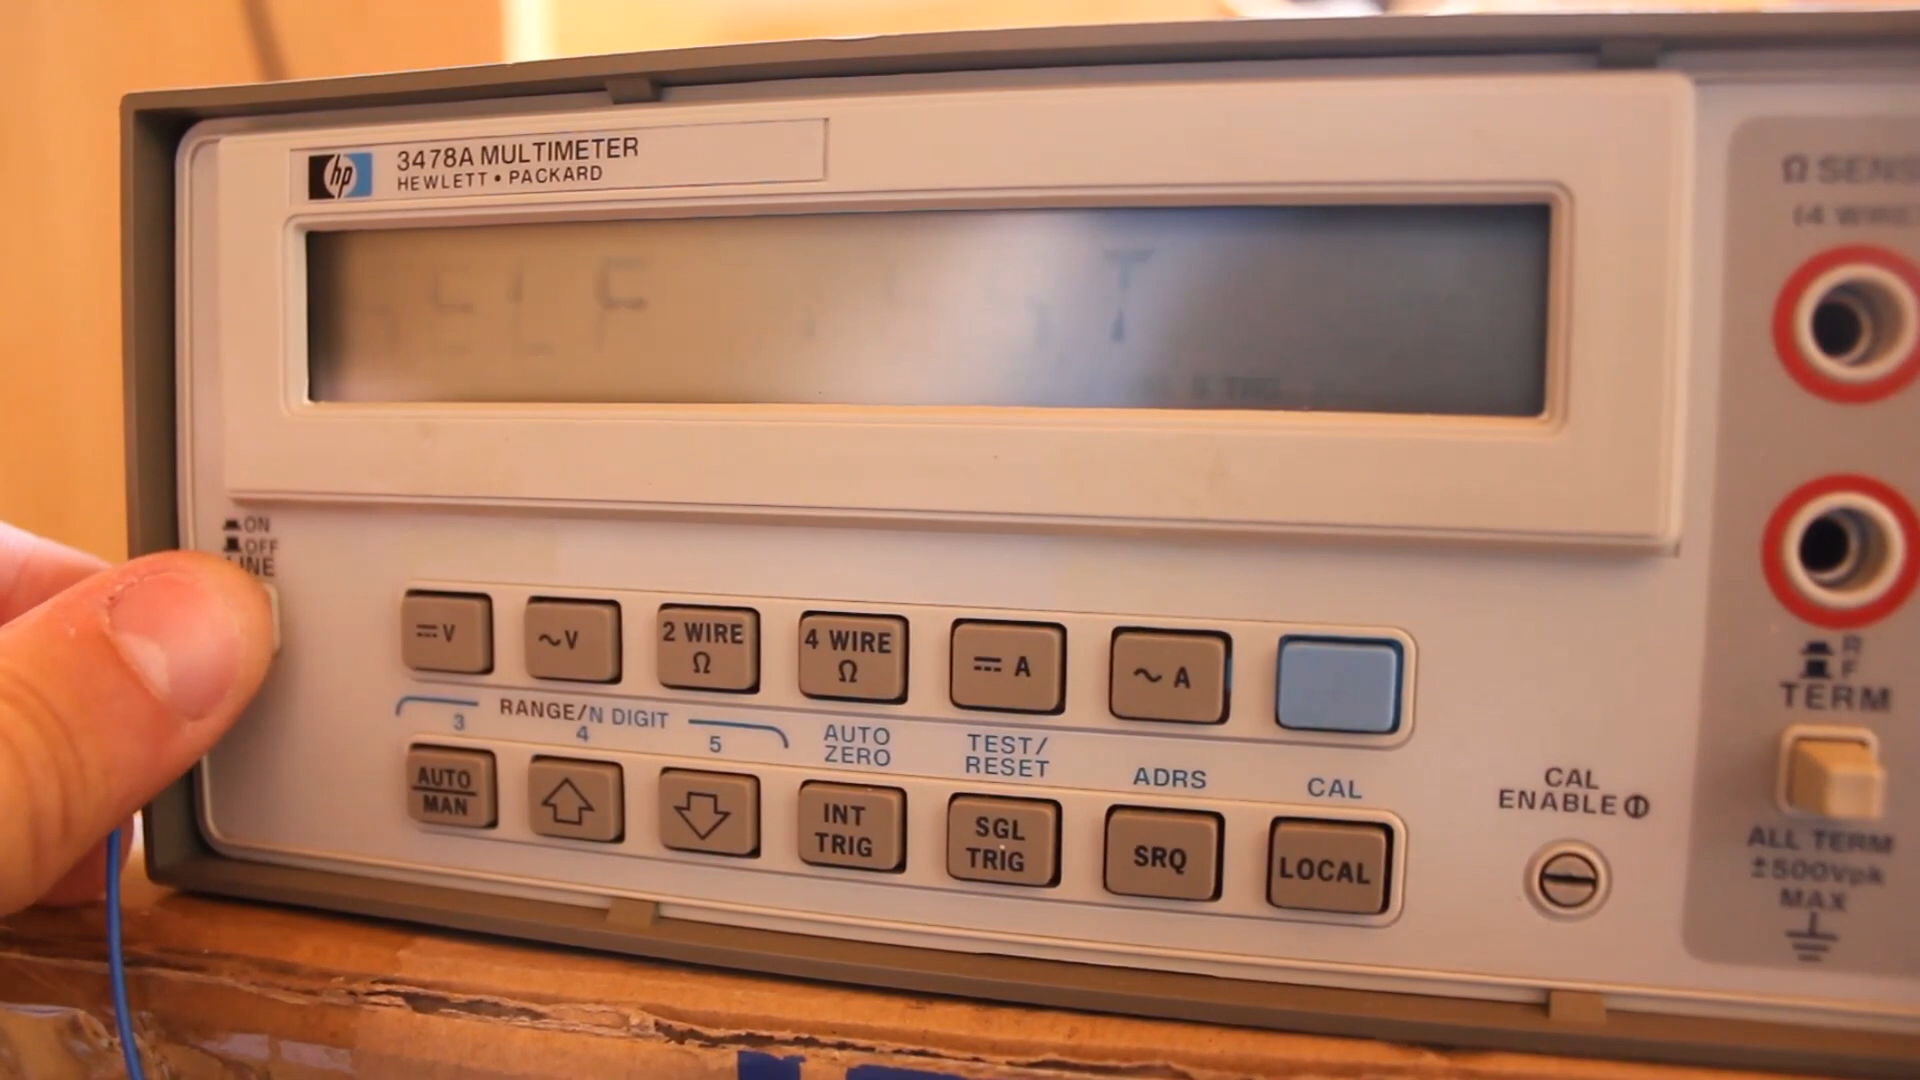 hp
3478A MULTIMETER
HEWLETT • PACKARD
SELF T
Ω SENS
(4 WIRE
ON
OFF
LINE
⎓V
~V
2 WIRE
Ω
4 WIRE
Ω
⎓ A
~ A
RANGE/N DIGIT
3
4
5
AUTO
ZERO
TEST/
RESET
ADRS
CAL
AUTO
MAN
INT
TRIG
SGL
TRIG
SRQ
LOCAL
CAL
ENABLE
R
F
TERM
ALL TERM
±500Vpk
MAX